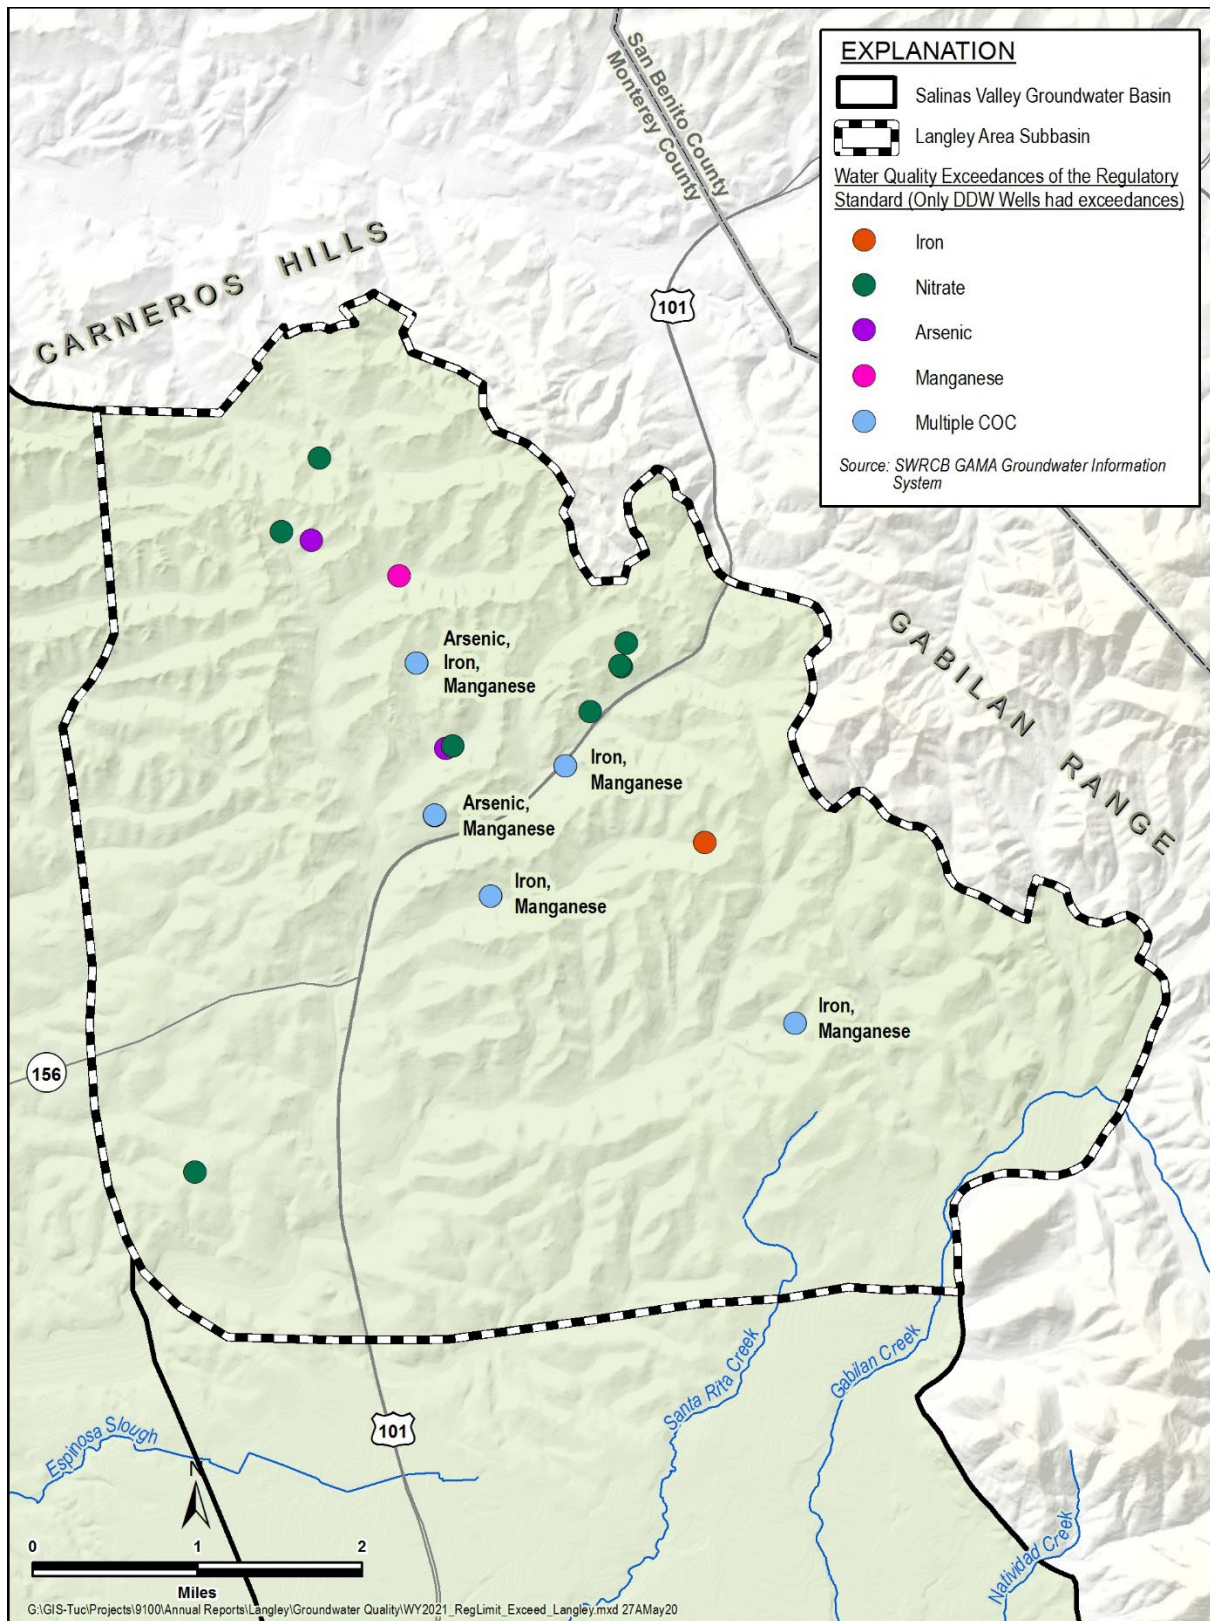 EXPLANATION
Salinas Valley Groundwater Basin
Langley Area Subbasin
Water Quality Exceedances of the Regulatory
Standard (Only DDW Wells had exceedances)
Iron
Nitrate
Arsenic
Manganese
Multiple COC
Source: SWRCB GAMA Groundwater Information
System
San Benito County
Monterey County
CARNEROS HILLS
101
GABILAN RANGE
Arsenic,
Iron,
Manganese
Iron,
Manganese
Arsenic,
Manganese
Iron,
Manganese
Iron,
Manganese
156
Santa Rita Creek
Gabilan Creek
101
Espinosa Slough
N
Natividad Creek
0 1 2
Miles
G:\GIS-Tuc\Projects\9100\Annual Reports\Langley\Groundwater Quality\WY2021_RegLimit_Exceed_Langley.mxd 27AMay20